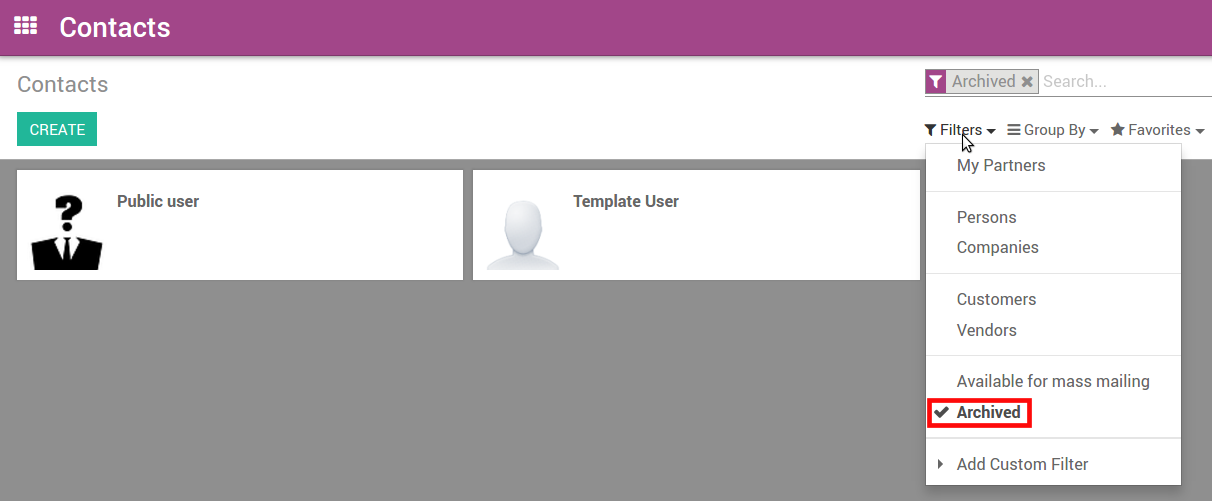 Contacts
Contacts
Archived Search...
CREATE
Filters Group By Favorites
Public user
Template User
My Partners
Persons
Companies
Customers
Vendors
Available for mass mailing
Archived
Add Custom Filter